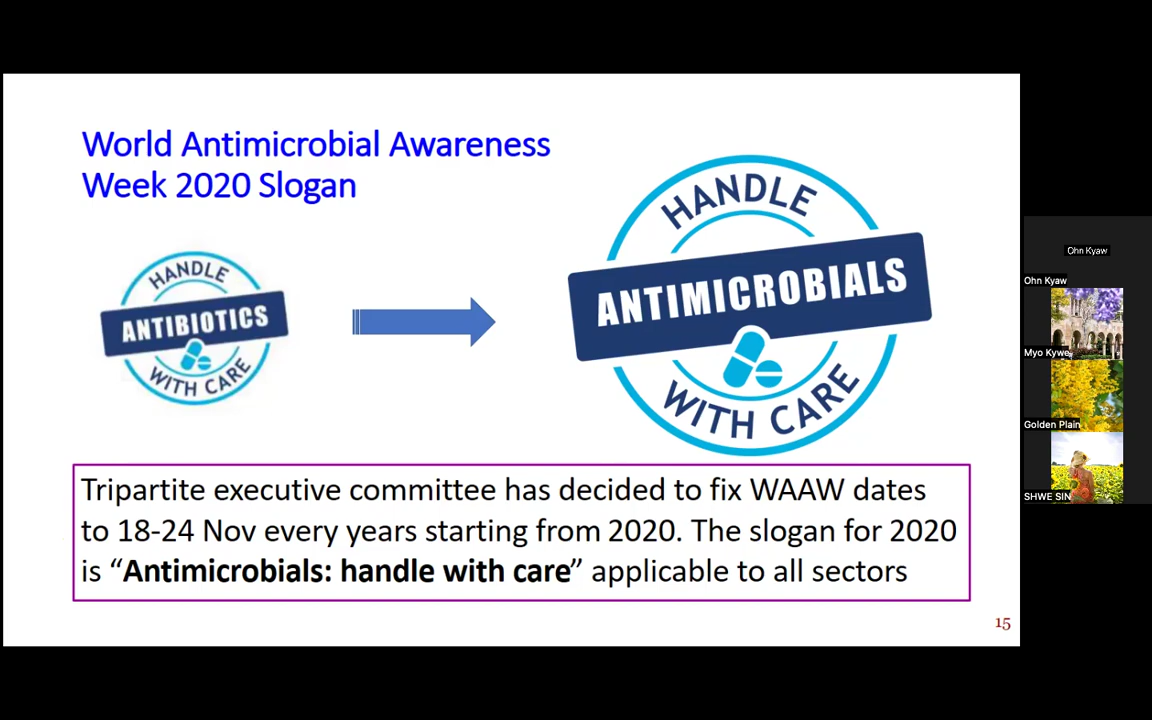 World Antimicrobial Awareness
Week 2020 Slogan
HANDLE
ANTIBIOTICS
WITH CARE
HANDLE
ANTIMICROBIALS
WITH CARE
Tripartite executive committee has decided to fix WAAW dates
to 18-24 Nov every years starting from 2020. The slogan for 2020
is “Antimicrobials: handle with care” applicable to all sectors
15
Ohn Kyaw
Ohn Kyaw
Myo Kywe
Golden Plain
SHWE SIN